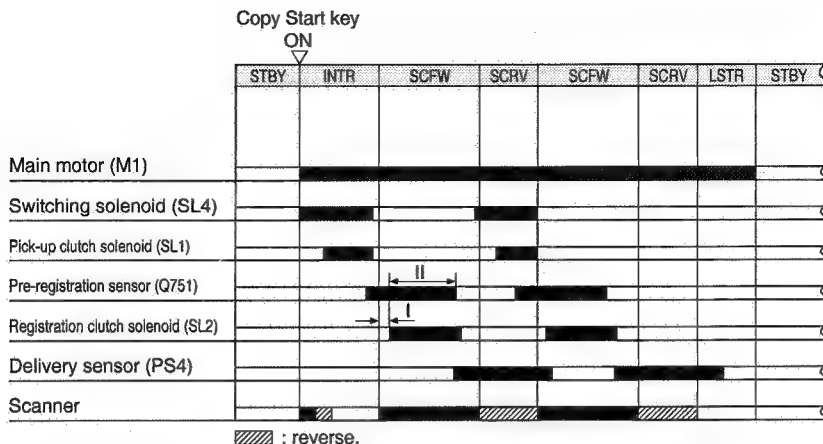 Copy Start key
ON
STBY INTR SCFW SCRV SCFW SCRV LSTR STBY
Main motor (M1)
Switching solenoid (SL4)
Pick-up clutch solenoid (SL1)
II
Pre-registration sensor (Q751)
I
Registration clutch solenoid (SL2)
Delivery sensor (PS4)
Scanner
: reverse.